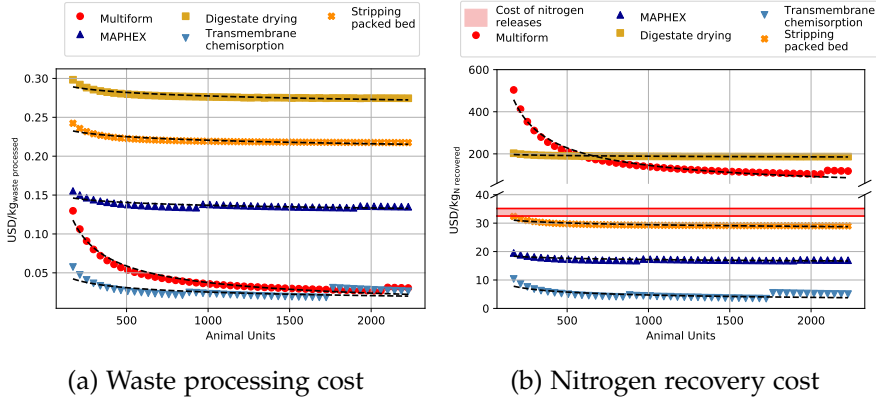 Multiform
MAPHEX
Digestate drying
Transmembrane
chemisorption
Stripping
packed bed
0.30
0.25
0.20
0.15
0.10
0.05
USD/kg waste processed
500 1000 1500 2000
Animal Units
(a) Waste processing cost
Cost of nitrogen
releases
Multiform
MAPHEX
Digestate drying
Transmembrane
chemisorption
Stripping
packed bed
600
400
200
40
30
20
10
0
USD/kg N recovered
500 1000 1500 2000
Animal Units
(b) Nitrogen recovery cost